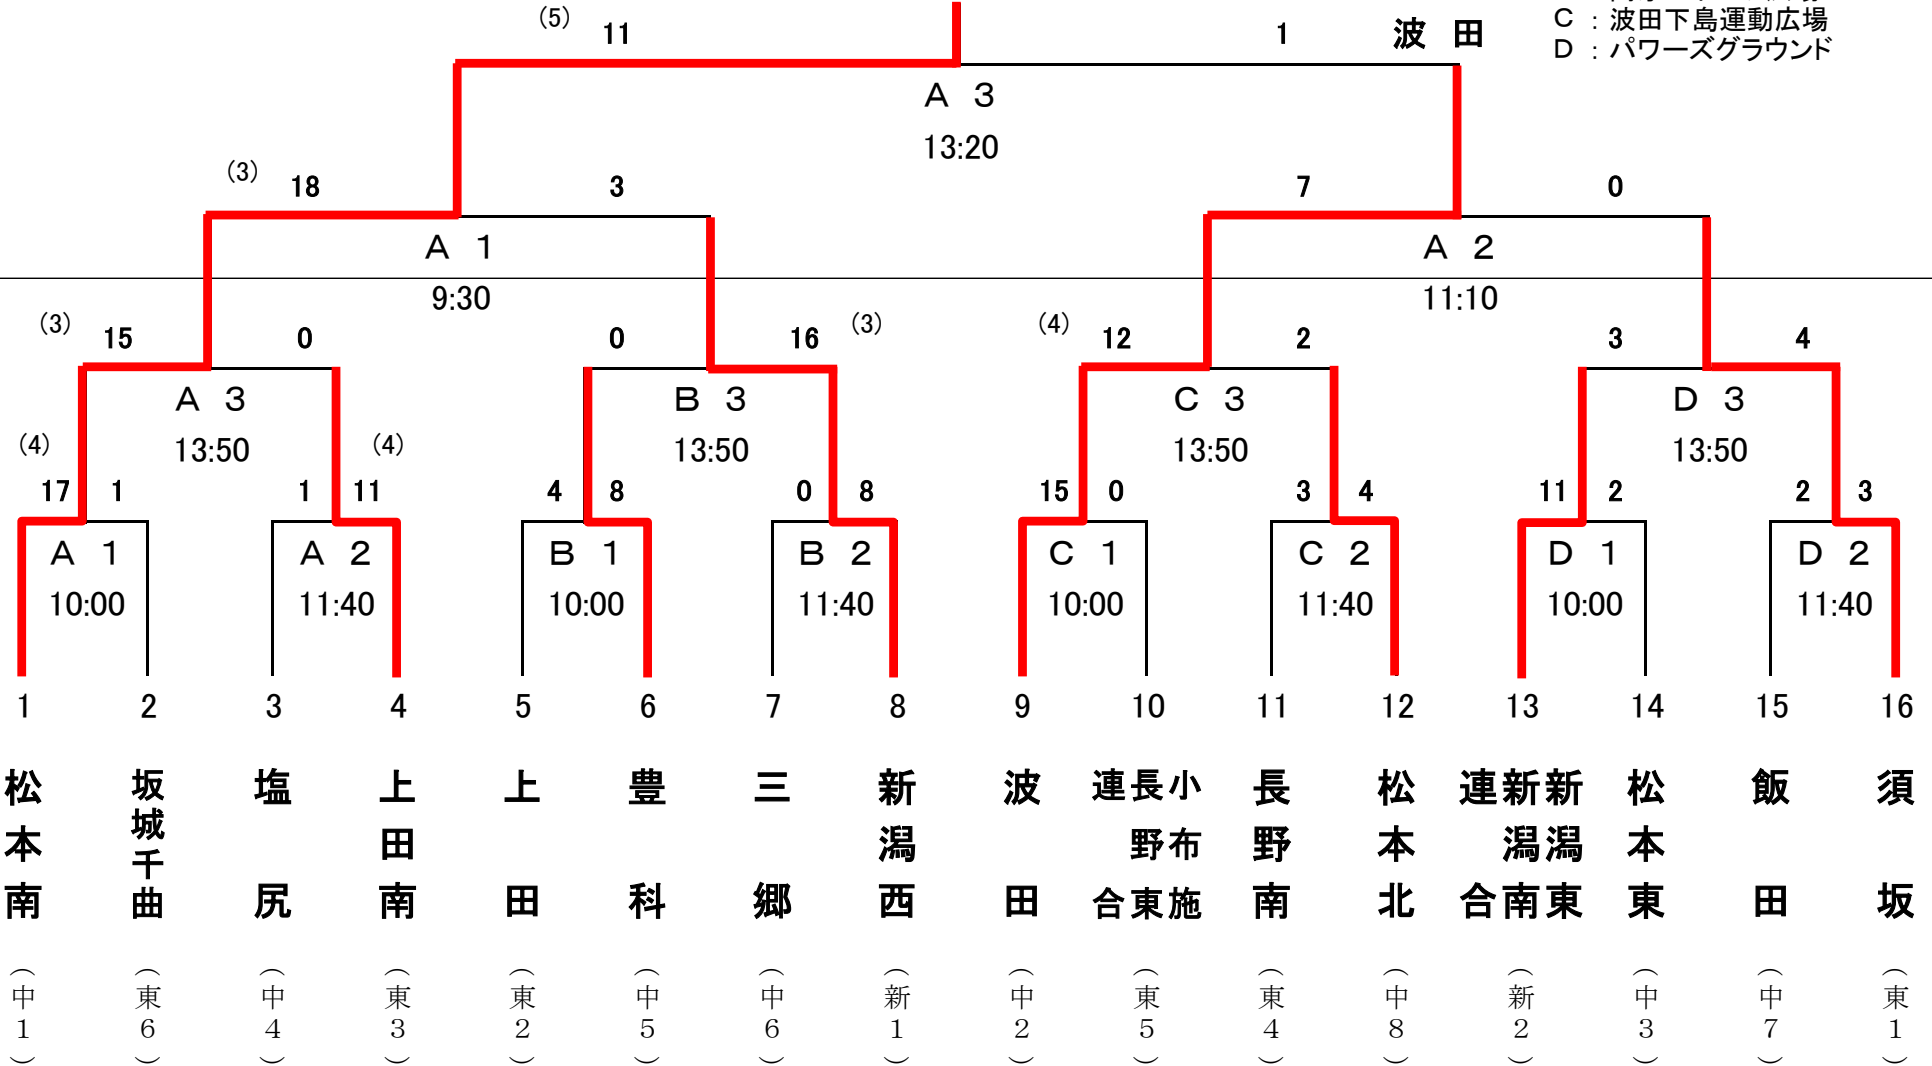 (5) 11 1 波田
C : 波田下島運動広場
D : パワーズグラウンド
A 3
13:20
(3) 18 3 7 0
A 1 A 2
9:30 11:10
(3) 15 0 0 16 (3) (4) 12 2 3 4
A 3 B 3 C 3 D 3
13:50 13:50 13:50 13:50
(4) (4)
17 1 1 11 4 8 0 8 15 0 3 4 11 2 2 3
A 1 A 2 B 1 B 2 C 1 C 2 D 1 D 2
10:00 11:40 10:00 11:40 10:00 11:40 10:00 11:40
1 2 3 4 5 6 7 8 9 10 11 12 13 14 15 16
松本南
坂城千曲
塩尻
上田南
上田
豊科
三郷
新潟西
波田
小布施
長野東
連合
長野南
松本北
新潟東
新潟南
連合
松本東
飯田
須坂
(中1) (東6) (中4) (東3) (東2) (中5) (中6) (新1) (中2) (東5) (東4) (中8) (新2) (中3) (中7) (東1)